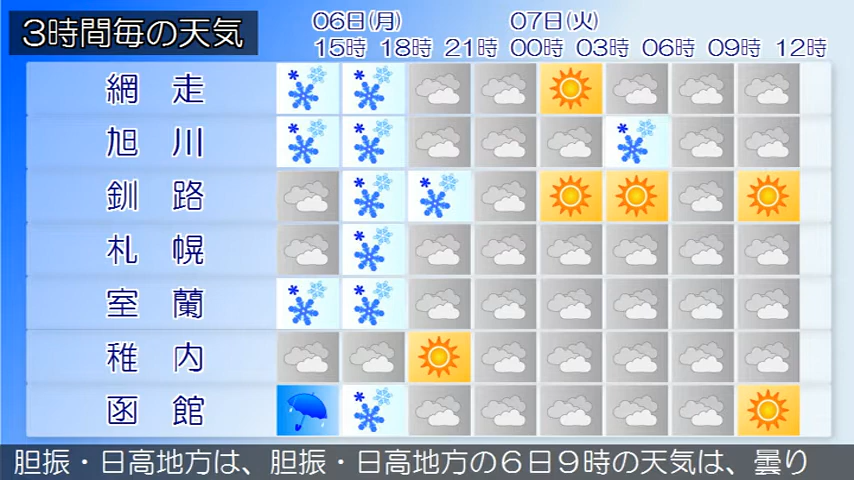 3時間毎の天気
06日(月) 07日(火)
15時 18時 21時 00時 03時 06時 09時 12時
網 走
旭 川
釧 路
札 幌
室 蘭
稚 内
函 館
胆振・日高地方は、胆振・日高地方の6日9時の天気は、曇り